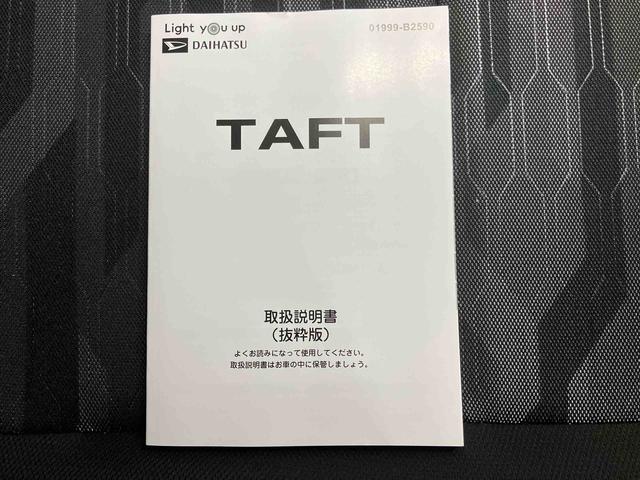 Light you up
01999-B2590
DAIHATSU
TAFT
取扱説明書
(抜粋版)
よくお読みになって使用してください。
取扱説明書はお車の中に保管しましょう。